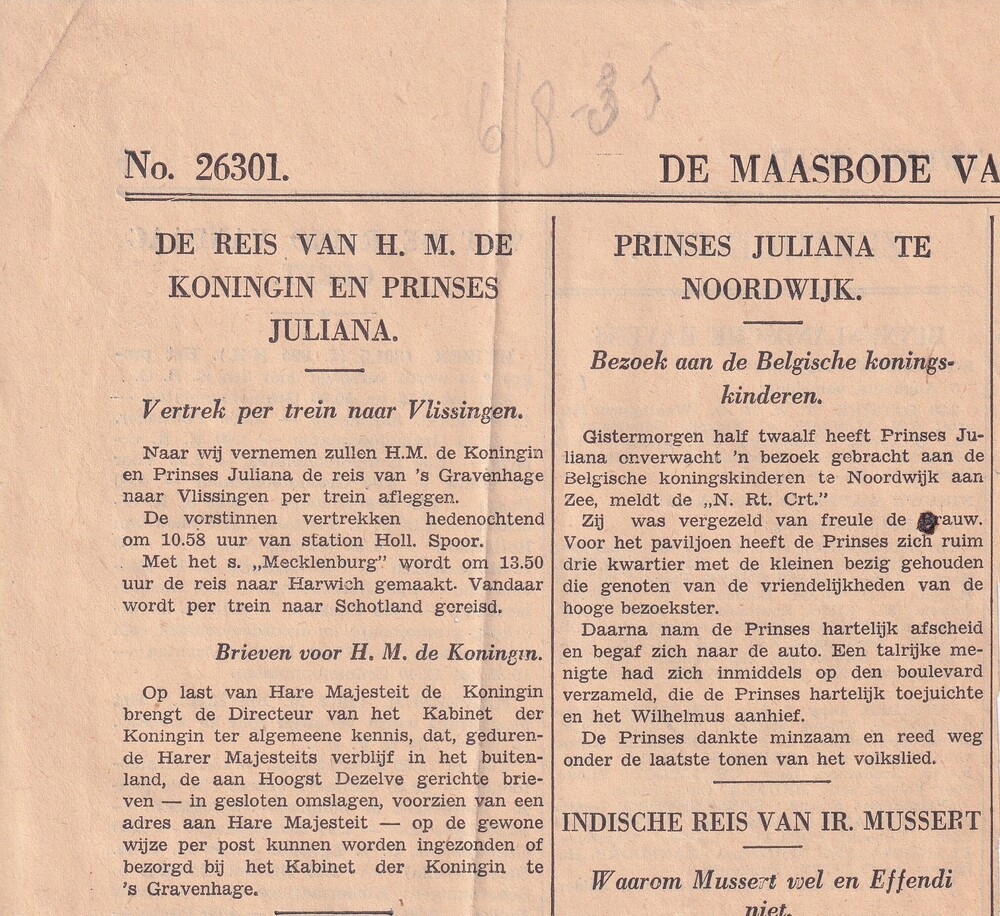 6/8-35
No. 26301.
DE MAASBODE VA
DE REIS VAN H. M. DE
KONINGIN EN PRINSES
JULIANA.
Vertrek per trein naar Vlissingen.
Naar wij vernemen zullen H.M. de Koningin
en Prinses Juliana de reis van 's Gravenhage
naar Vlissingen per trein afleggen.
De vorstinnen vertrekken hedenochtend
om 10.58 uur van station Holl. Spoor.
Met het s. „Mecklenburg” wordt om 13.50
uur de reis naar Harwich gemaakt. Vandaar
wordt per trein naar Schotland gereisd.
Brieven voor H. M. de Koningin.
Op last van Hare Majesteit de Koningin
brengt de Directeur van het Kabinet der
Koningin ter algemeene kennis, dat, geduren-
de Harer Majesteits verblijf in het buiten-
land, de aan Hoogst Dezelve gerichte brie-
ven — in gesloten omslagen, voorzien van een
adres aan Hare Majesteit — op de gewone
wijze per post kunnen worden ingezonden of
bezorgd bij het Kabinet der Koningin te
's Gravenhage.
PRINSES JULIANA TE
NOORDWIJK.
Bezoek aan de Belgische konings-
kinderen.
Gistermorgen half twaalf heeft Prinses Ju-
liana onverwacht 'n bezoek gebracht aan de
Belgische koningskinderen te Noordwijk aan
Zee, meldt de „N. Rt. Crt.”
Zij was vergezeld van freule de Brauw.
Voor het paviljoen heeft de Prinses zich ruim
drie kwartier met de kleinen bezig gehouden
die genoten van de vriendelijkheden van de
hooge bezoekster.
Daarna nam de Prinses hartelijk afscheid
en begaf zich naar de auto. Een talrijke me-
nigte had zich inmiddels op den boulevard
verzameld, die de Prinses hartelijk toejuichte
en het Wilhelmus aanhief.
De Prinses dankte minzaam en reed weg
onder de laatste tonen van het volkslied.
INDISCHE REIS VAN IR. MUSSERT
Waarom Mussert wel en Effendi
niet.